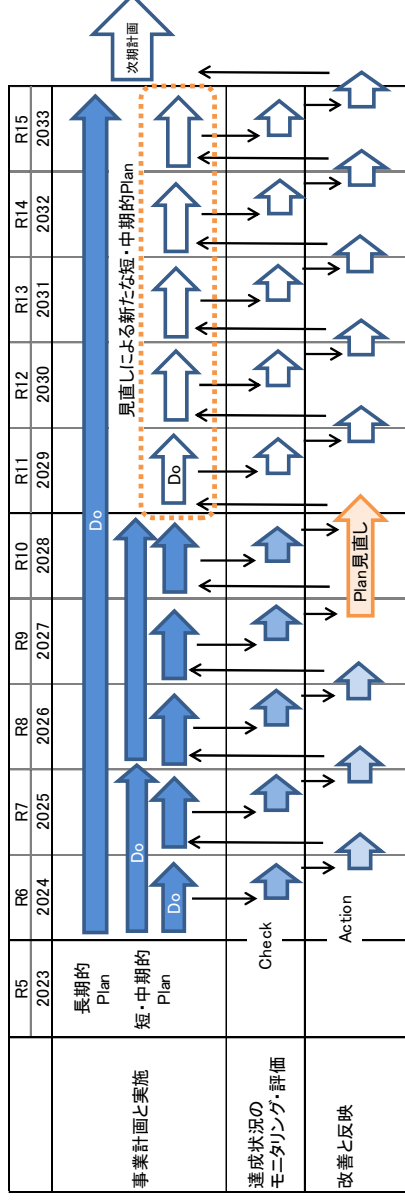 R5 R6 R7 R8 R9 R10 R11 R12 R13 R14 R15
2023 2024 2025 2026 2027 2028 2029 2030 2031 2032 2033
事業計画と実施
長期的
Plan
Do
次期計画
短・中期的
Plan
Do
Do
見直しによる新たな短・中期的Plan
Do
達成状況の
モニタリング・評価
Check
改善と反映
Action
Plan見直し